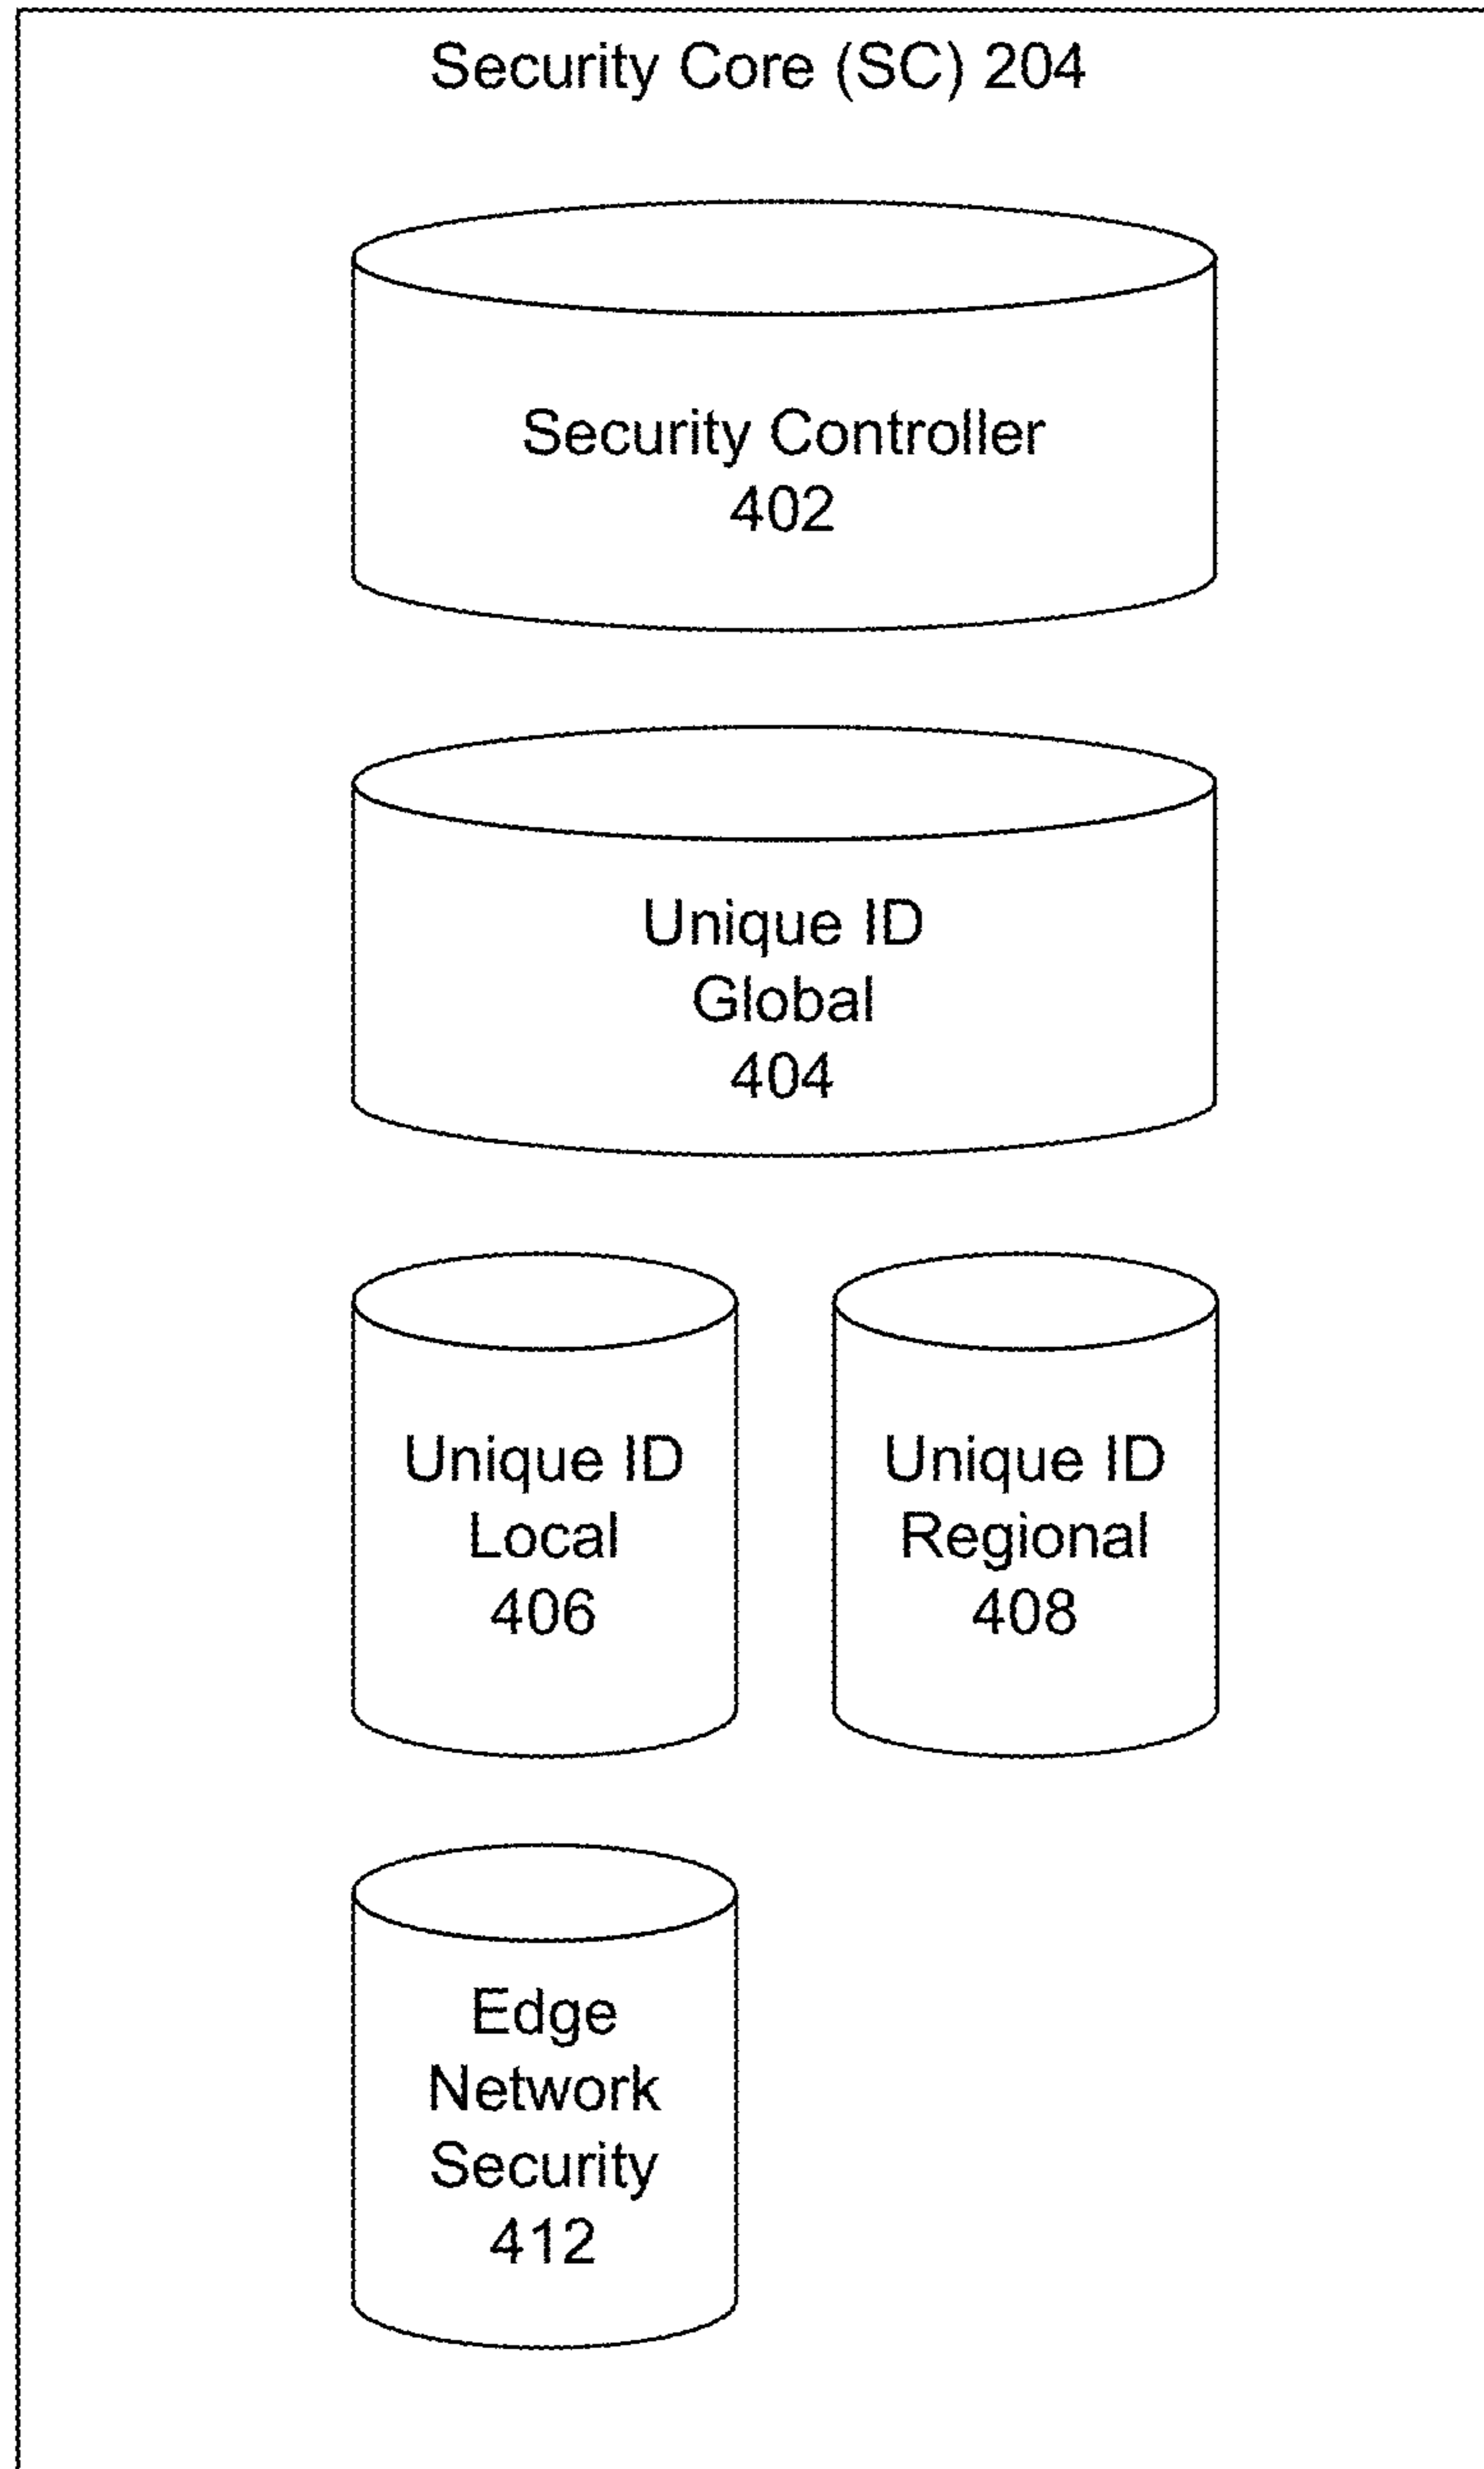 Security Core (SC) 204
Security Controller
402
Unique ID
Global
404
Unique ID
Local
406
Unique ID
Regional
408
Edge
Network
Security
412